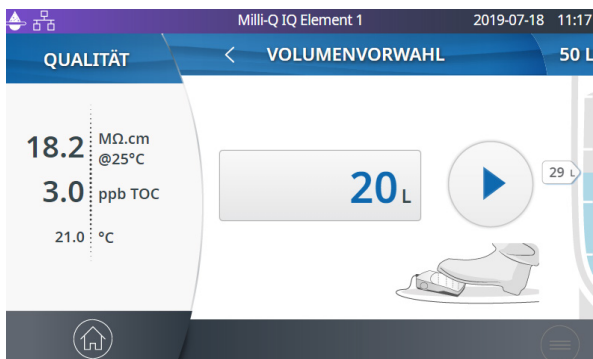 Milli-Q IQ Element 1 2019-07-18 11:17
QUALITÄT
VOLUMENVORWAHL
50 L
18.2 MΩ.cm
@25°C
3.0 ppb TOC
21.0 °C
20 L
29 L